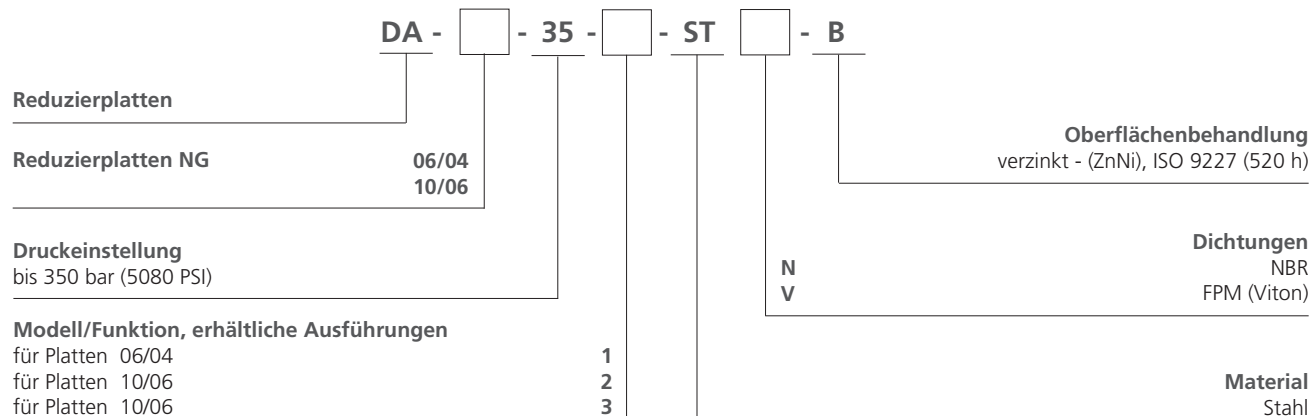 DA - - 35 - - ST - B
Reduzierplatten
Reduzierplatten NG 06/04
10/06
Druckeinstellung
bis 350 bar (5080 PSI)
Modell/Funktion, erhältliche Ausführungen
für Platten 06/04 1
für Platten 10/06 2
für Platten 10/06 3
Oberflächenbehandlung
verzinkt - (ZnNi), ISO 9227 (520 h)
Dichtungen
N NBR
V FPM (Viton)
Material
Stahl